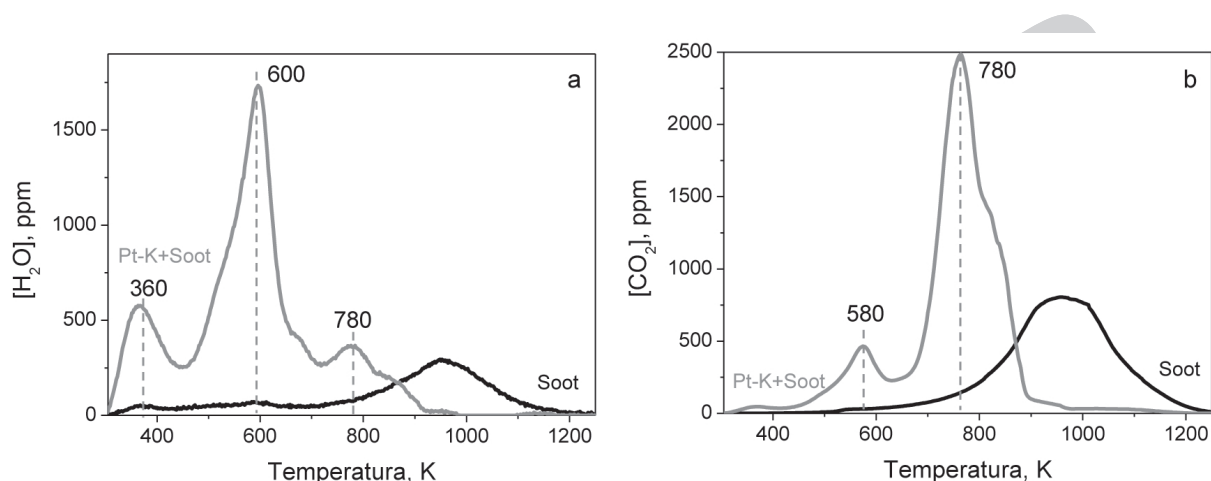 a
600
1500
1000
500
0
[H₂O], ppm
Pt-K+Soot
360
780
Soot
400 600 800 1000 1200
Temperatura, K
b
2500
2000
1500
1000
500
0
[CO₂], ppm
780
580
Pt-K+Soot
Soot
400 600 800 1000 1200
Temperatura, K